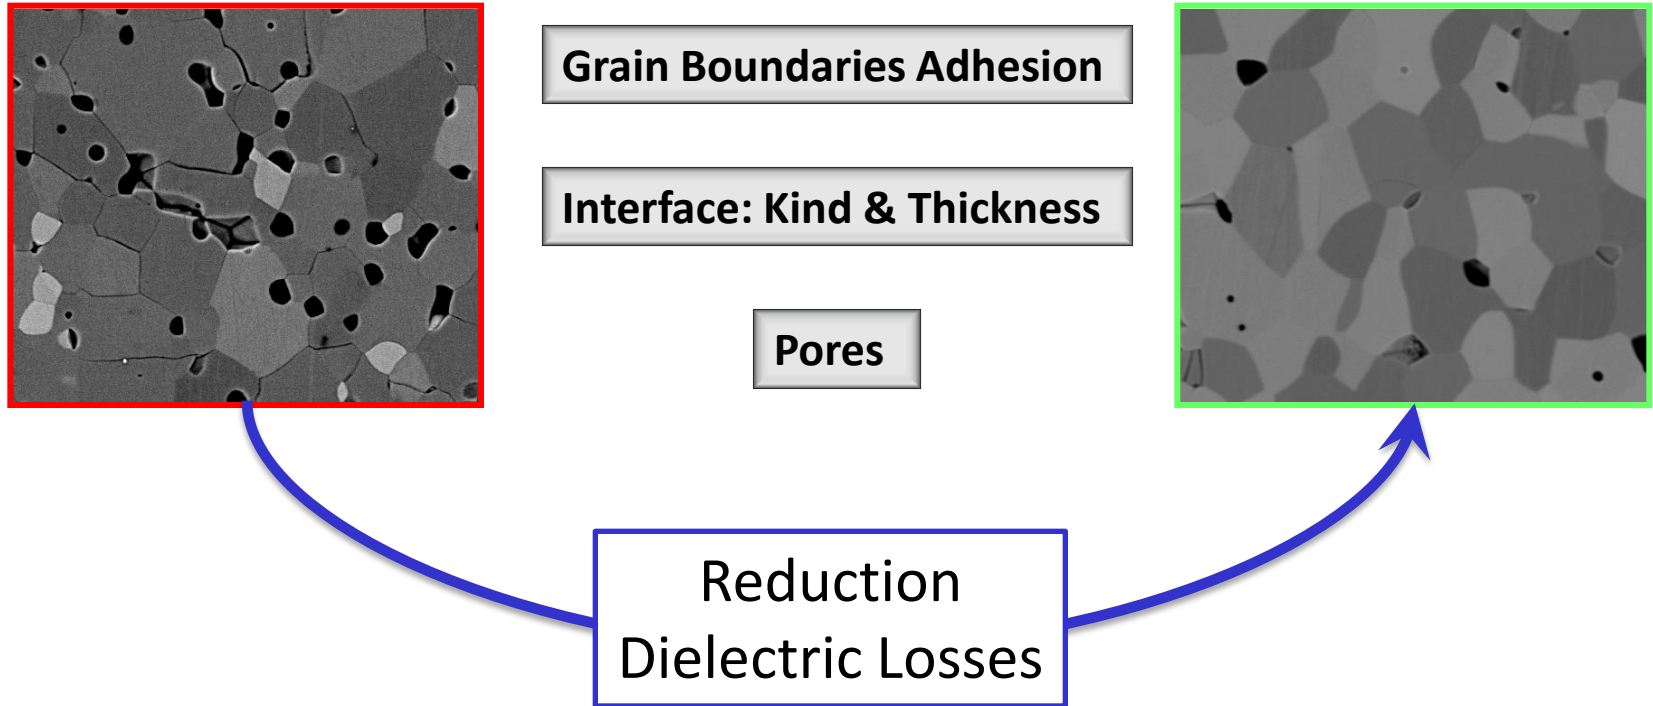 Grain Boundaries Adhesion
Interface: Kind & Thickness
Pores
Reduction
Dielectric Losses